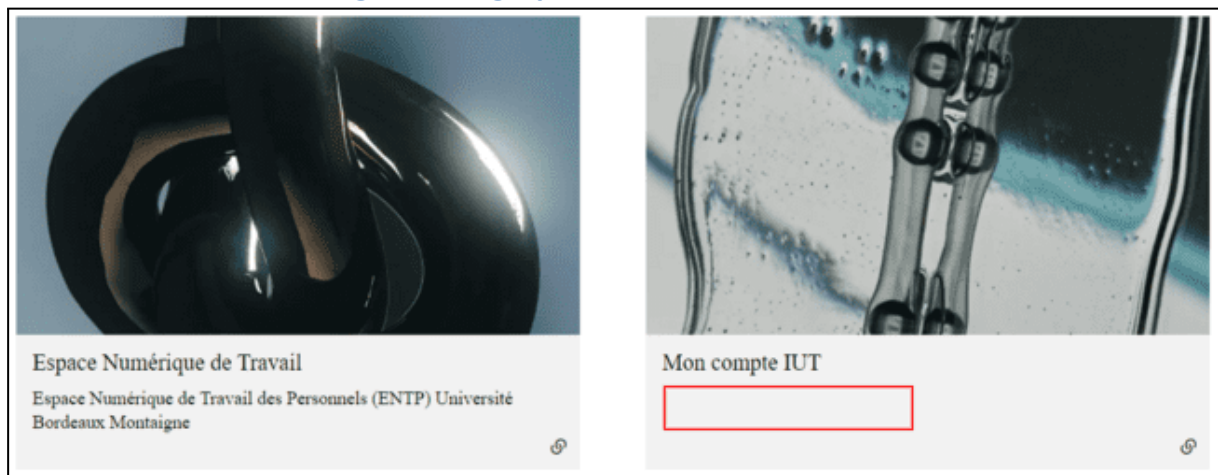 Espace Numérique de Travail
Espace Numérique de Travail des Personnels (ENTP) Université
Bordeaux Montaigne
Mon compte IUT